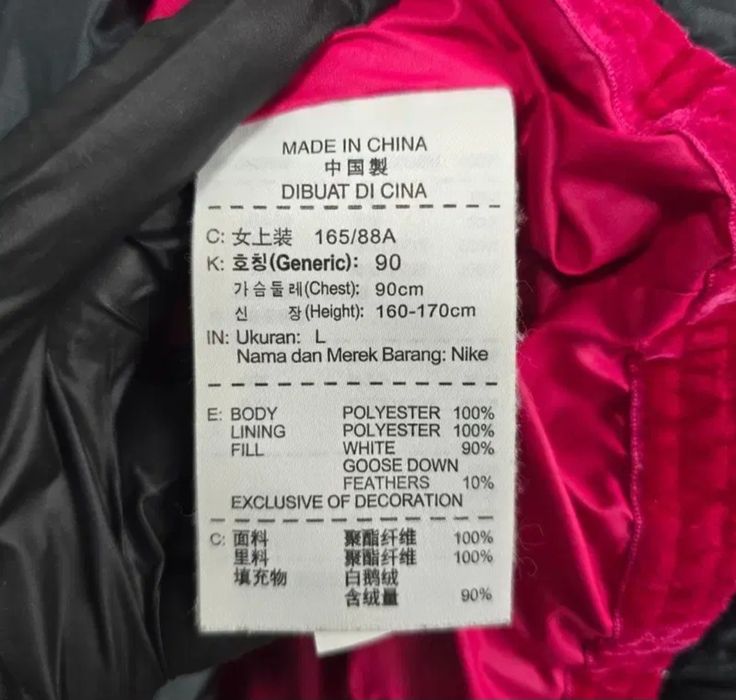 MADE IN CHINA
中国製
DIBUAT DI CINA
C: 女上装 165/88A
K: 호칭(Generic): 90
가슴둘레(Chest): 90cm
신 장(Height): 160-170cm
IN: Ukuran: L
Nama dan Merek Barang: Nike
E: BODY POLYESTER 100%
LINING POLYESTER 100%
FILL WHITE 90%
GOOSE DOWN
FEATHERS 10%
EXCLUSIVE OF DECORATION
C: 面料 聚酯纤维 100%
里料 聚酯纤维 100%
填充物 白鹅绒
含绒量 90%